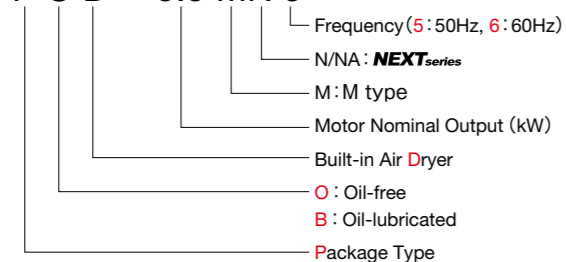 Frequency（5：50Hz, 6：60Hz）
N/NA：NEXTseries
M：M type
Motor Nominal Output（kW）
Built-in Air Dryer
O：Oil-free
B：Oil-lubricated
Package Type